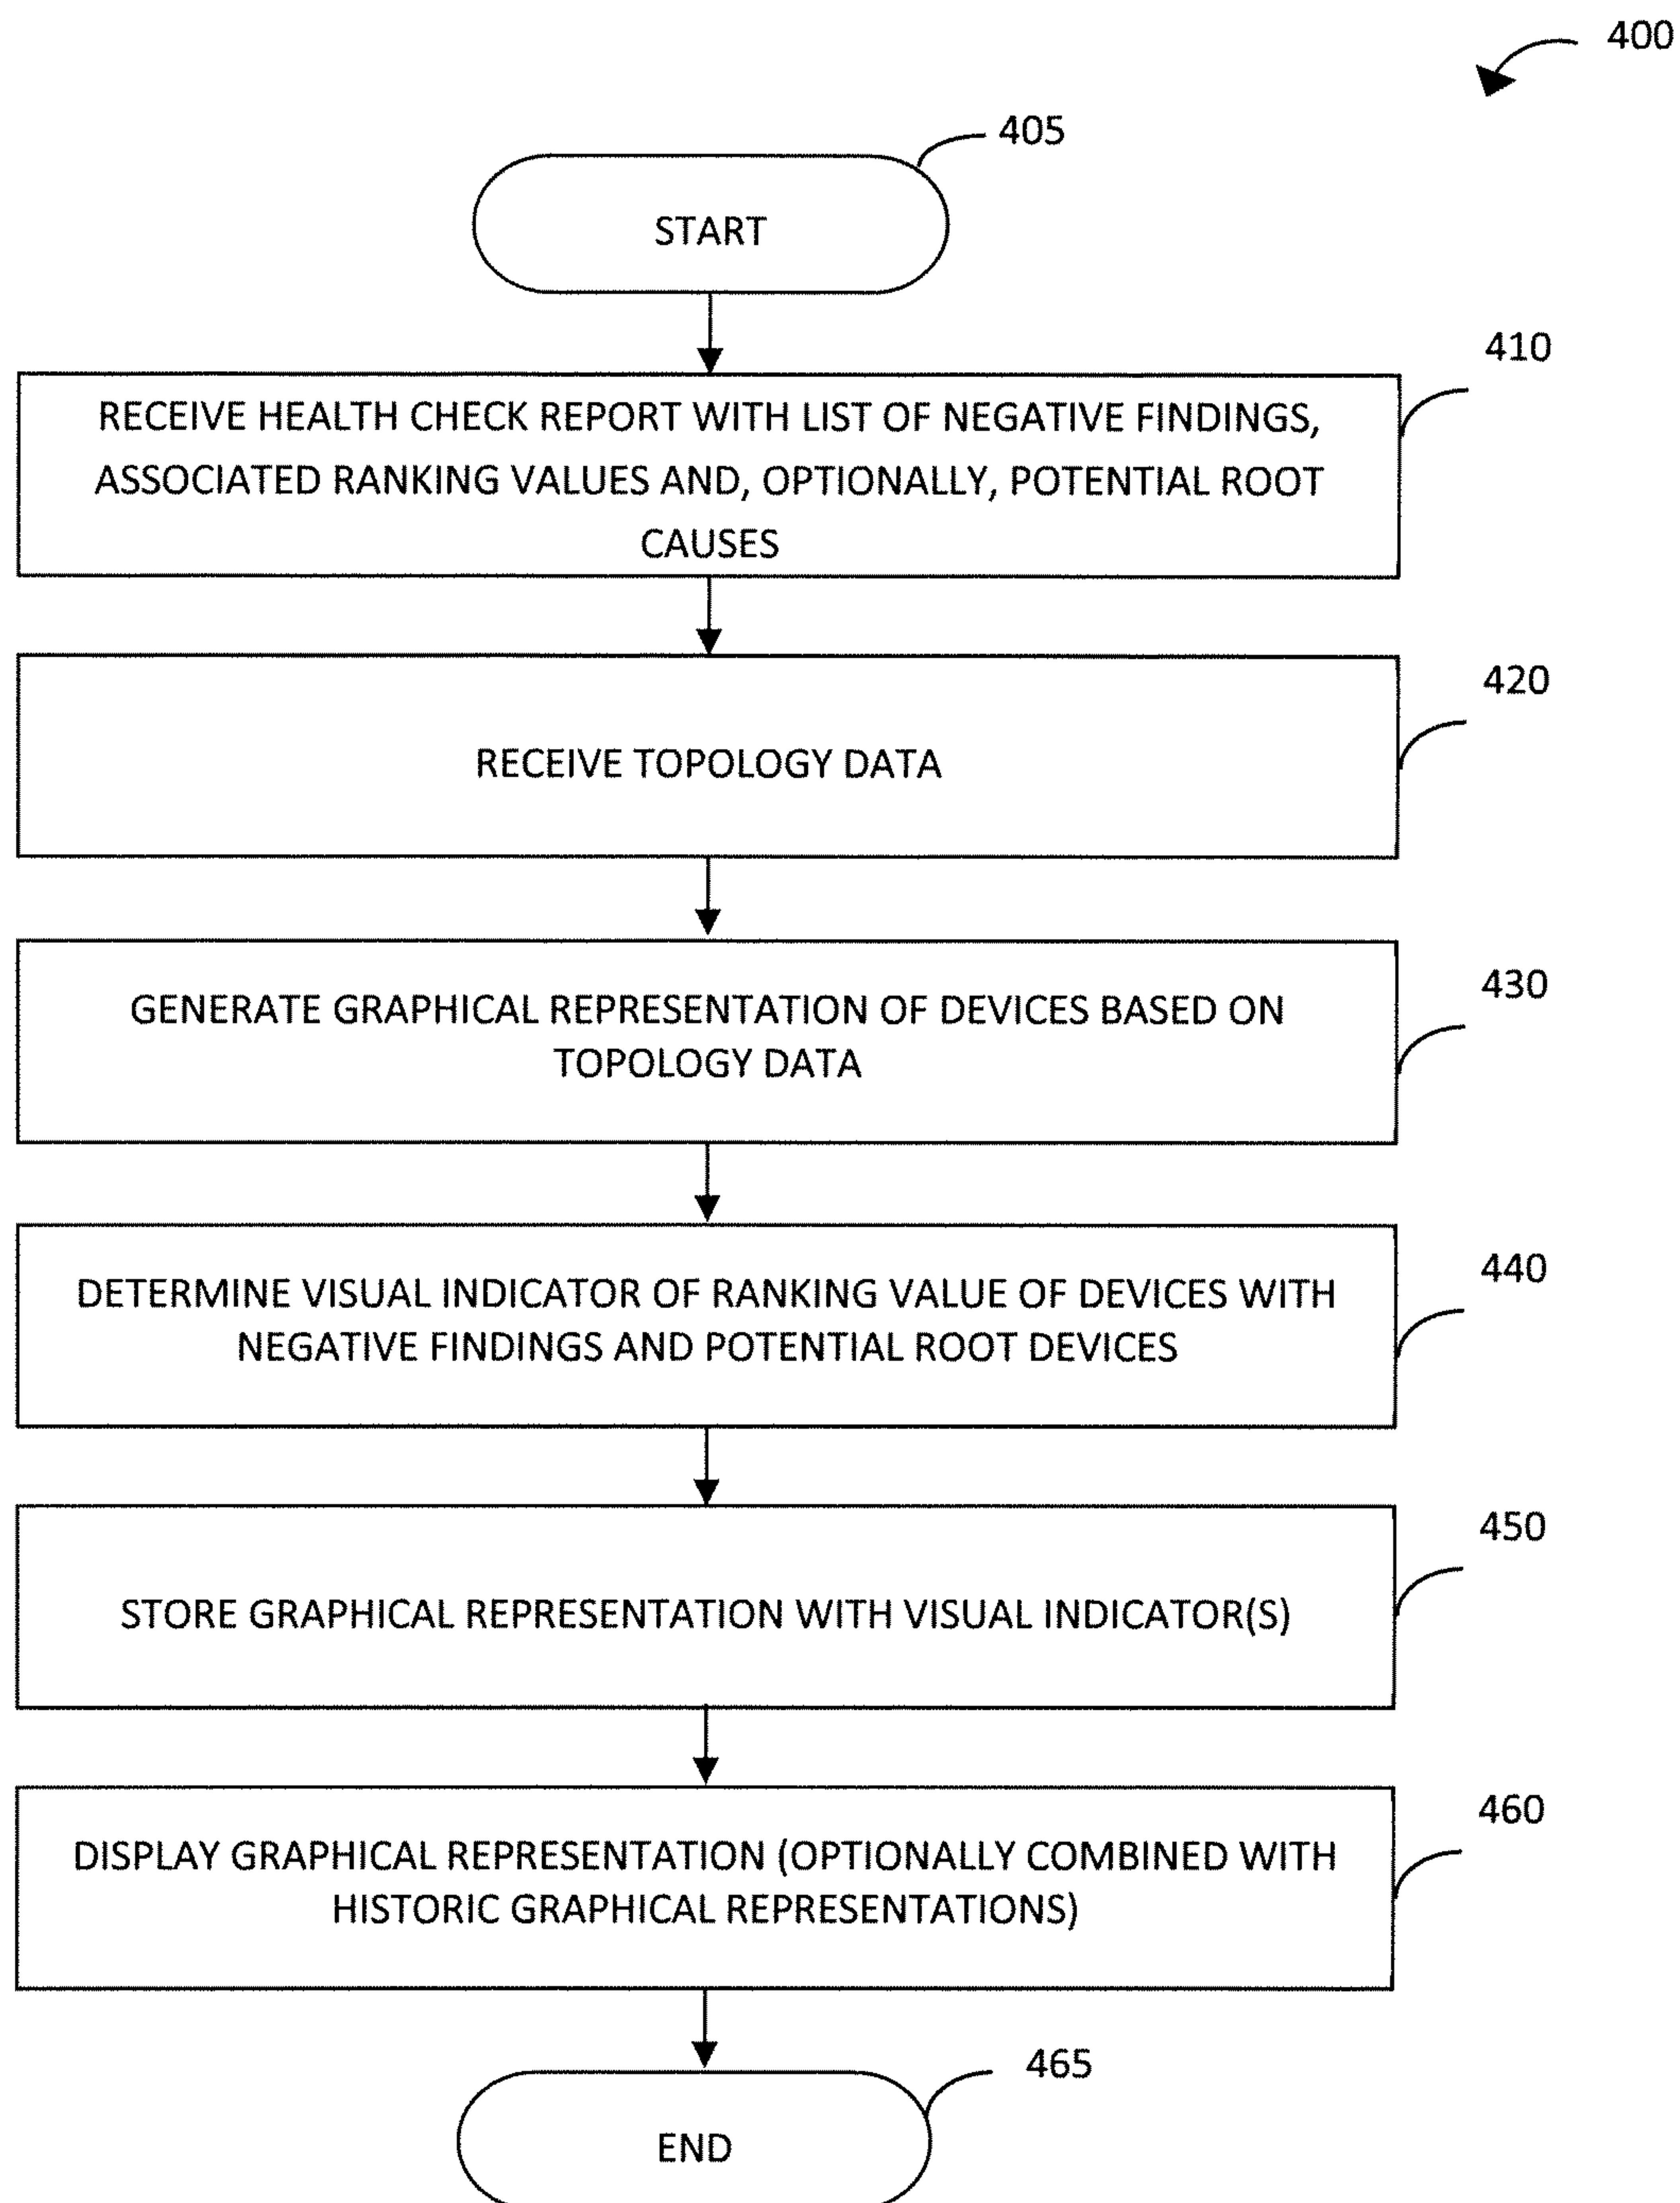 400
405
START
410
RECEIVE HEALTH CHECK REPORT WITH LIST OF NEGATIVE FINDINGS,
ASSOCIATED RANKING VALUES AND, OPTIONALLY, POTENTIAL ROOT
CAUSES
420
RECEIVE TOPOLOGY DATA
430
GENERATE GRAPHICAL REPRESENTATION OF DEVICES BASED ON
TOPOLOGY DATA
440
DETERMINE VISUAL INDICATOR OF RANKING VALUE OF DEVICES WITH
NEGATIVE FINDINGS AND POTENTIAL ROOT DEVICES
450
STORE GRAPHICAL REPRESENTATION WITH VISUAL INDICATOR(S)
460
DISPLAY GRAPHICAL REPRESENTATION (OPTIONALLY COMBINED WITH
HISTORIC GRAPHICAL REPRESENTATIONS)
465
END